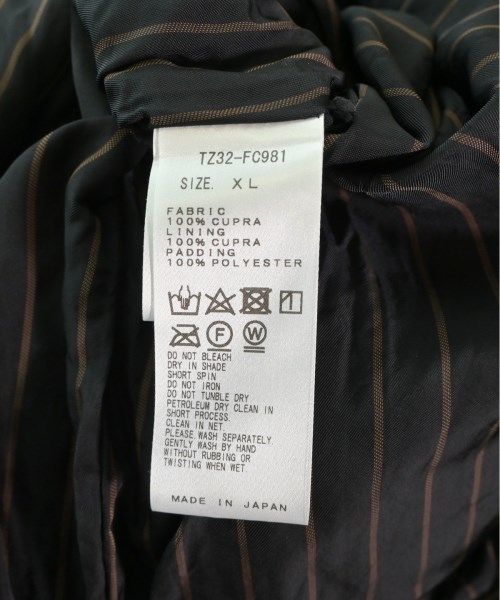 TZ32-FC981
SIZE. XL
FABRIC
100% CUPRA
LINING
100% CUPRA
PADDING
100% POLYESTER
F W
DO NOT BLEACH
DRY IN SHADE
SHORT SPIN
DO NOT IRON
DO NOT TUMBLE DRY
PETROLEUM DRY CLEAN IN
SHORT PROCESS.
CLEAN IN NET.
PLEASE.WASH SEPARATELY.
GENTLY WASH BY HAND
WITHOUT RUBBING OR
TWISTING WHEN WET.
MADE IN JAPAN